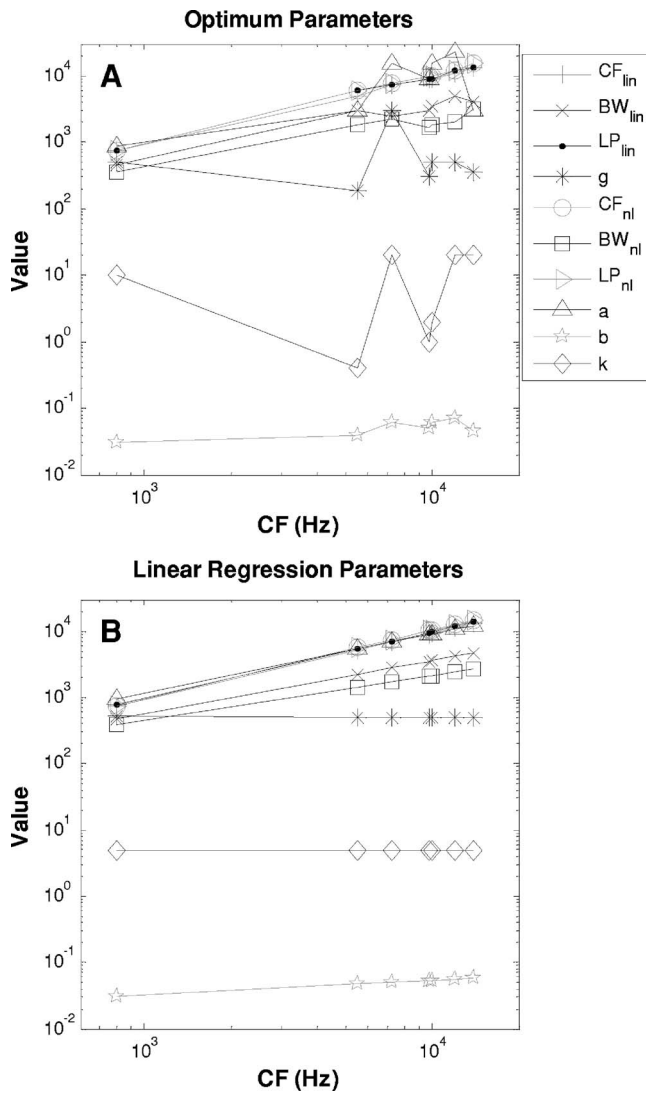 Optimum Parameters
A
10^4
10^3
10^2
10^1
10^0
10^-1
10^-2
Value
10^3
10^4
CF (Hz)
CF_lin
BW_lin
LP_lin
g
CF_nl
BW_nl
LP_nl
a
b
k
Linear Regression Parameters
B
10^4
10^3
10^2
10^1
10^0
10^-1
10^-2
Value
10^3
10^4
CF (Hz)